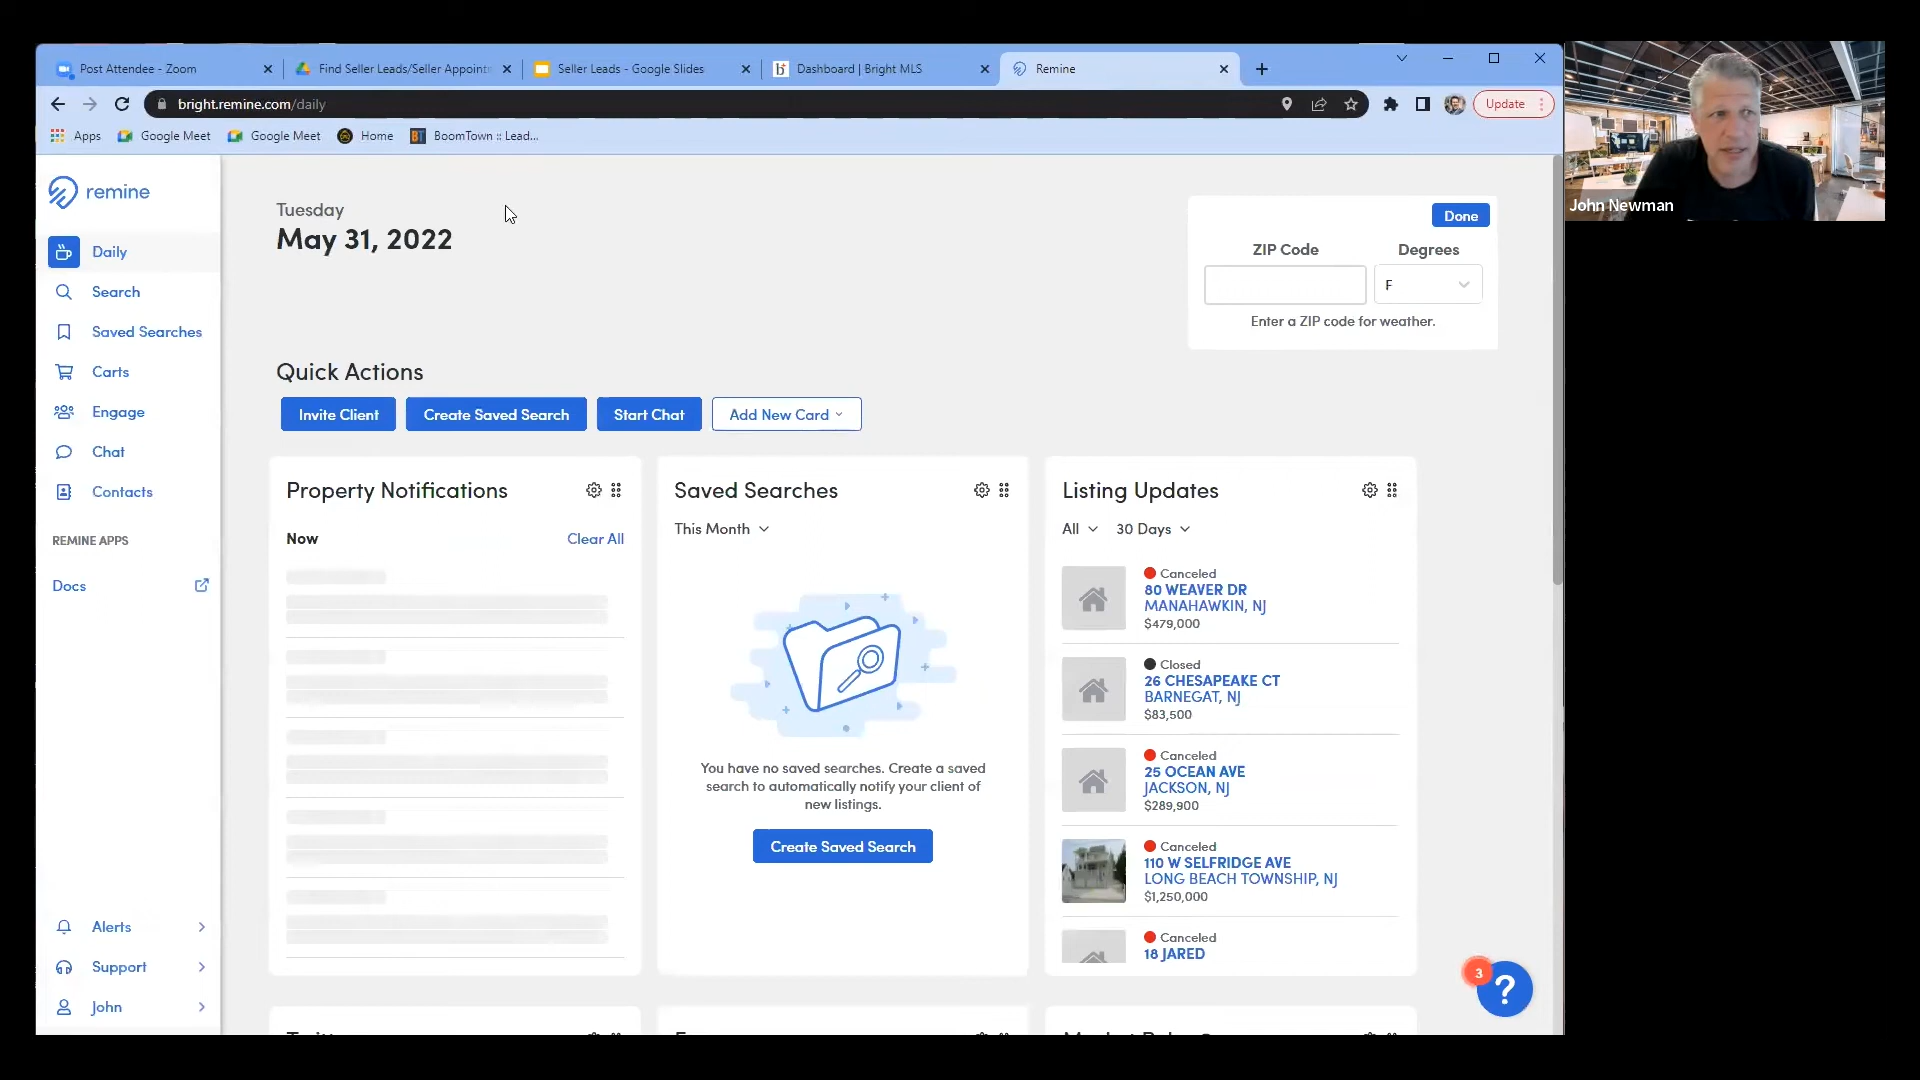 Post Attendee - Zoom
Find Seller Leads/Seller Appoint
Seller Leads - Google Slides
Dashboard | Bright MLS
Remine
bright.remine.com/daily
Update
Apps
Google Meet
Google Meet
Home
BT
BoomTown :: Lead...
remine
Daily
Search
Saved Searches
Carts
Engage
Chat
Contacts
REMINE APPS
Docs
Alerts
Support
John
Tuesday
May 31, 2022
Done
ZIP Code
Degrees
F
Enter a ZIP code for weather.
Quick Actions
Invite Client
Create Saved Search
Start Chat
Add New Card
Property Notifications
Now
Clear All
Saved Searches
This Month
You have no saved searches. Create a saved
search to automatically notify your client of
new listings.
Create Saved Search
Listing Updates
All
30 Days
Canceled
80 WEAVER DR
MANAHAWKIN, NJ
$479,000
Closed
26 CHESAPEAKE CT
BARNEGAT, NJ
$83,500
Canceled
25 OCEAN AVE
JACKSON, NJ
$289,900
Canceled
110 W SELFRIDGE AVE
LONG BEACH TOWNSHIP, NJ
$1,250,000
Canceled
18 JARED
3
?
John Newman